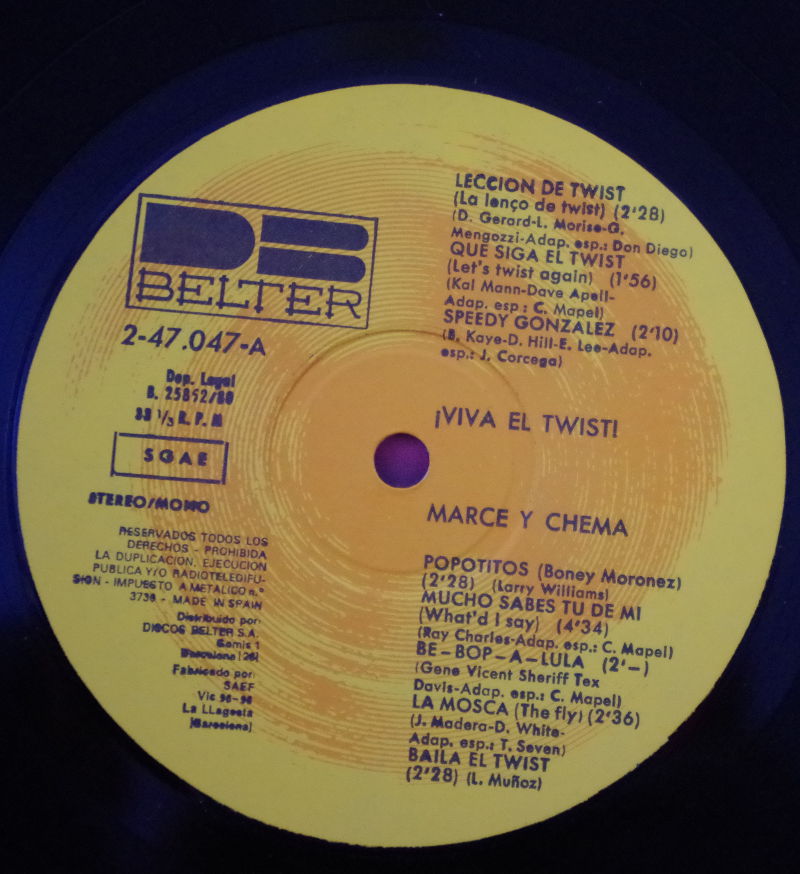 BELTER
2-47.047-A
Dep. Legal
B. 25852/80
33 1/3 R.P.M
SGAE
STEREO/MONO
RESERVADOS TODOS LOS
DERECHOS - PROHIBIDA
LA DUPLICACION, EJECUCION
PUBLICA Y/O RADIOTELEDIFU-
SION - IMPUESTO A METALICO n.º
3736 - MADE IN SPAIN
Distribuido por:
DISCOS BELTER S.A.
Gomis 1
Barcelona (26)
Fabricado por:
SAEF
Vic
La LLagosta
(Barcelona)
LECCION DE TWIST
(La lenço de twist) (2'28)
(D. Gerard-L. Morise-G.
Mengozzi-Adap. esp.: Don Diego)
QUE SIGA EL TWIST
(Let's twist again) (1'56)
(Kal Mann-Dave Apell-
Adap. esp: C. Mapel)
SPEEDY GONZALEZ (2'10)
(B. Kaye-D. Hill-E. Lee-Adap.
esp.: J. Corcega)
¡VIVA EL TWIST!
MARCE Y CHEMA
POPOTITOS (Boney Moronez)
(2'28) (Larry Williams)
MUCHO SABES TU DE MI
(What'd I say) (4'34)
(Ray Charles-Adap. esp.: C. Mapel)
BE-BOP-A-LULA (2'-)
(Gene Vicent Sheriff Tex
Davis-Adap. esp.: C. Mapel)
LA MOSCA (The fly) (2'36)
(J. Madera-D. White-
Adap. esp.: T. Seven)
BAILA EL TWIST
(2'28) (L. Muñoz)